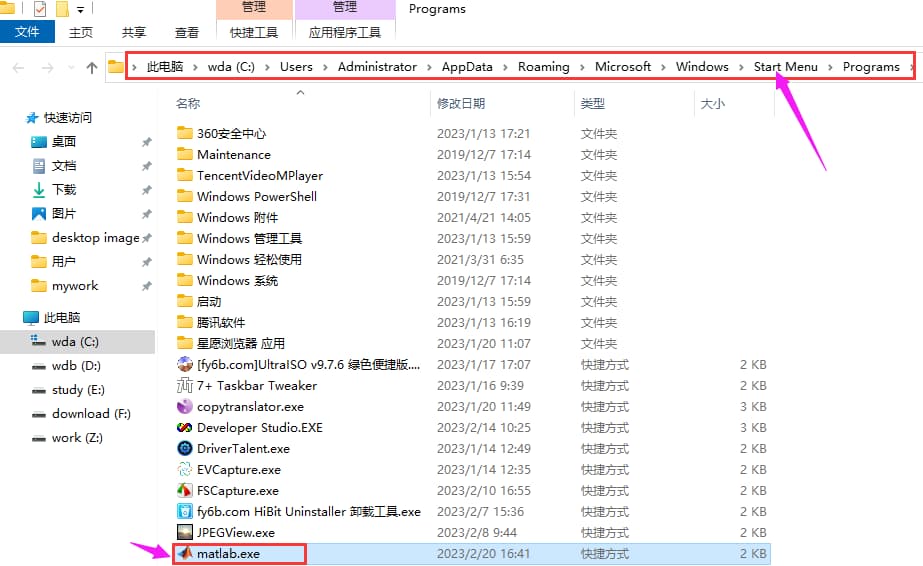 管理 管理 Programs
文件 主页 共享 查看 快捷工具 应用程序工具
此电脑 › wda (C:) › Users › Administrator › AppData › Roaming › Microsoft › Windows › Start Menu › Programs ›
名称 修改日期 类型 大小
快速访问
桌面
文档
下载
图片
desktop image
用户
mywork
此电脑
wda (C:)
wdb (D:)
study (E:)
download (F:)
work (Z:)
360安全中心 2023/1/13 17:21 文件夹
Maintenance 2019/12/7 17:14 文件夹
TencentVideoMPlayer 2023/1/13 15:54 文件夹
Windows PowerShell 2019/12/7 17:31 文件夹
Windows 附件 2021/4/21 14:05 文件夹
Windows 管理工具 2023/1/13 15:59 文件夹
Windows 轻松使用 2021/3/31 6:35 文件夹
Windows 系统 2019/12/7 17:14 文件夹
启动 2023/1/13 15:59 文件夹
腾讯软件 2023/1/13 16:19 文件夹
星愿浏览器 应用 2023/1/20 11:07 文件夹
[fy6b.com]UltraISO v9.7.6 绿色便捷版.... 2023/1/17 17:07 快捷方式 2 KB
7+ Taskbar Tweaker 2023/1/16 9:39 快捷方式 2 KB
copytranslator.exe 2023/1/20 11:49 快捷方式 3 KB
Developer Studio.EXE 2023/2/14 10:25 快捷方式 3 KB
DriverTalent.exe 2023/1/14 12:49 快捷方式 2 KB
EVCapture.exe 2023/1/14 12:35 快捷方式 2 KB
FSCapture.exe 2023/2/10 16:55 快捷方式 2 KB
fy6b.com HiBit Uninstaller 卸载工具.exe 2023/2/7 15:36 快捷方式 2 KB
JPEGView.exe 2023/2/8 9:44 快捷方式 2 KB
matlab.exe 2023/2/20 16:41 快捷方式 2 KB